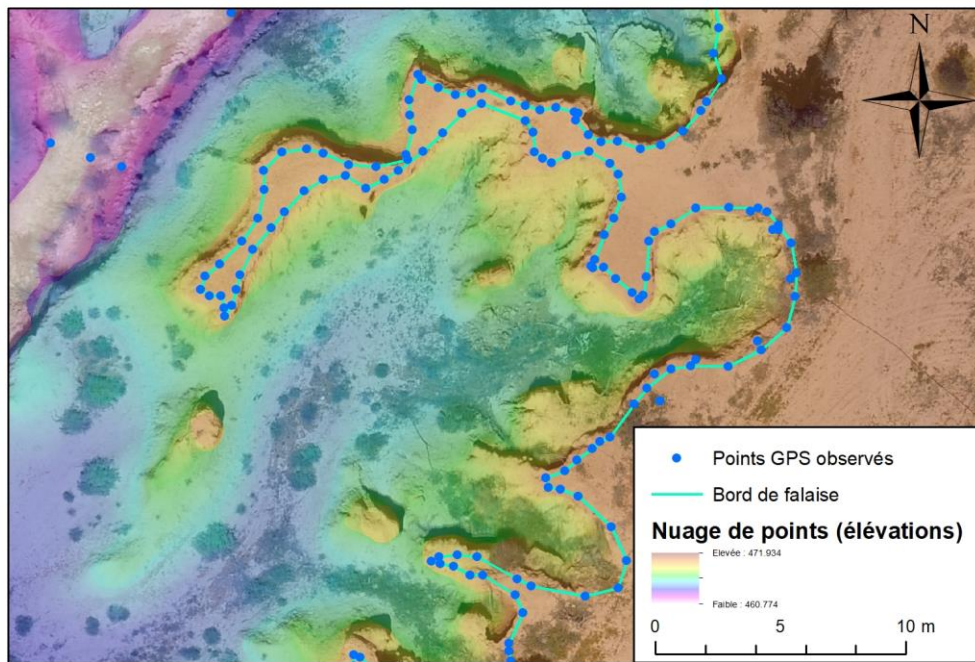 N
Points GPS observés
Bord de falaise
Nuage de points (élévations)
Elevée : 471.934
Faible : 460.774
0 5 10 m